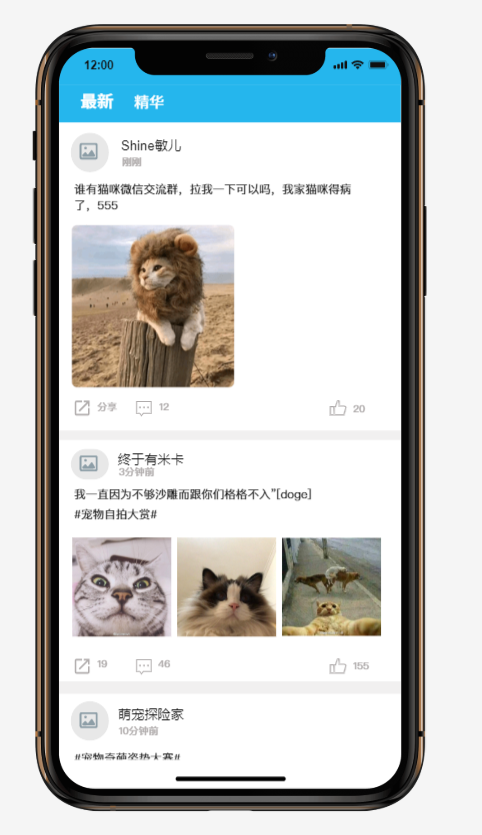 12:00
最新 精华
Shine敏儿
刚刚
谁有猫咪微信交流群，拉我一下可以吗，我家猫咪得病
了，555
分享 12 20
终于有米卡
3分钟前
我一直因为不够沙雕而跟你们格格不入”[doge]
#宠物自拍大赏#
19 46 155
萌宠探险家
10分钟前
#宠物奇葩姿势大赛#